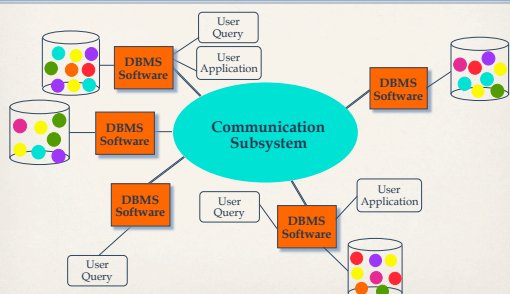 User
Query
DBMS
Software
User
Application
DBMS
Software
DBMS
Software
Communication
Subsystem
DBMS
Software
User
Query
DBMS
Software
User
Application
User
Query